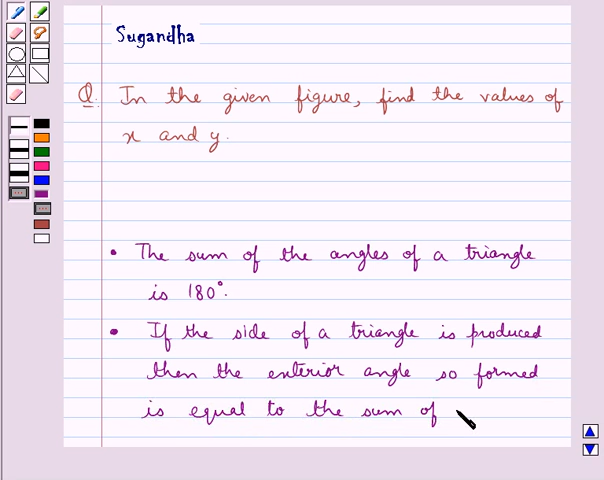 Sugandha
Q. In the given figure, find the values of
x and y.
• The sum of the angles of a triangle
is 180°.
• If the side of a triangle is produced
then the exterior angle so formed
is equal to the sum of